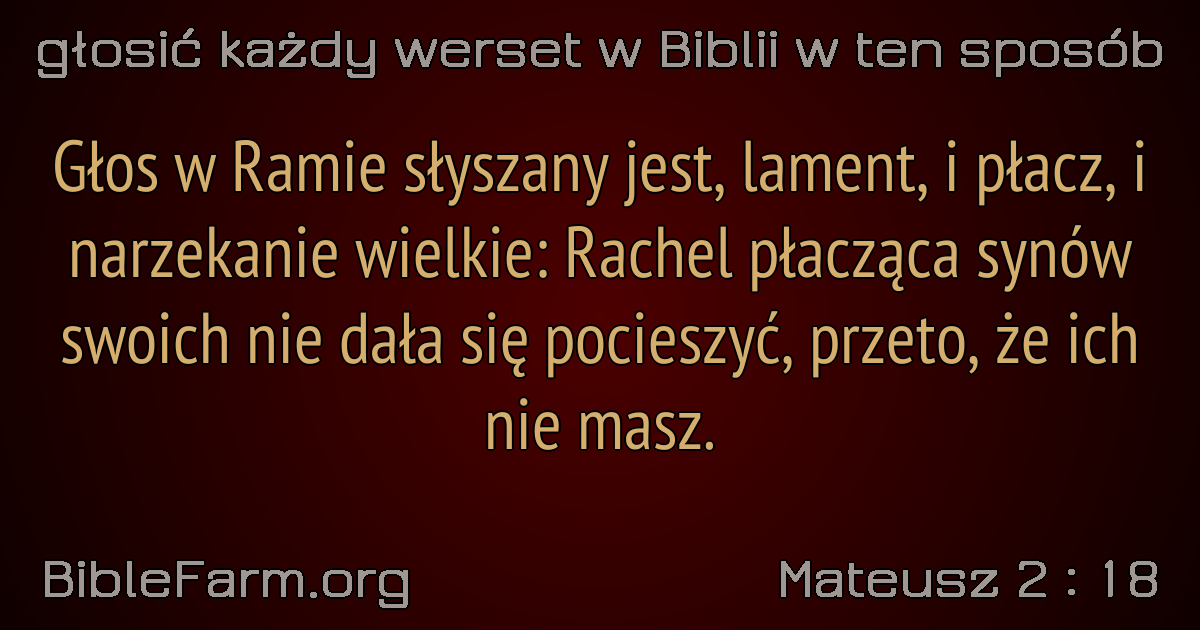 głosić każdy werset w Biblii w ten sposób
Głos w Ramie słyszany jest, lament, i płacz, i
narzekanie wielkie: Rachel płacząca synów
swoich nie dała się pocieszyć, przeto, że ich
nie masz.
BibleFarm.org
Mateusz 2 : 18